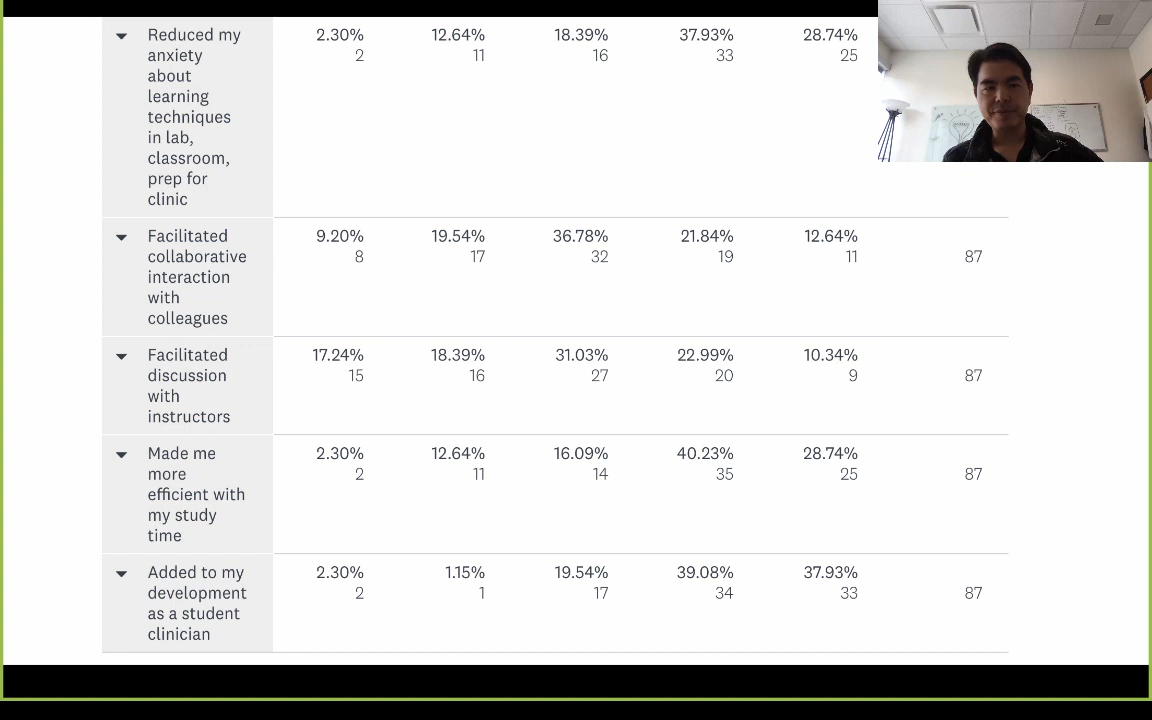 Reduced my 2.30% 12.64% 18.39% 37.93% 28.74%
anxiety 2 11 16 33 25
about
learning
techniques
in lab,
classroom,
prep for
clinic
Facilitated 9.20% 19.54% 36.78% 21.84% 12.64%
collaborative 8 17 32 19 11 87
interaction
with
colleagues
Facilitated 17.24% 18.39% 31.03% 22.99% 10.34%
discussion 15 16 27 20 9 87
with
instructors
Made me 2.30% 12.64% 16.09% 40.23% 28.74%
more 2 11 14 35 25 87
efficient with
my study
time
Added to my 2.30% 1.15% 19.54% 39.08% 37.93%
development 2 1 17 34 33 87
as a student
clinician